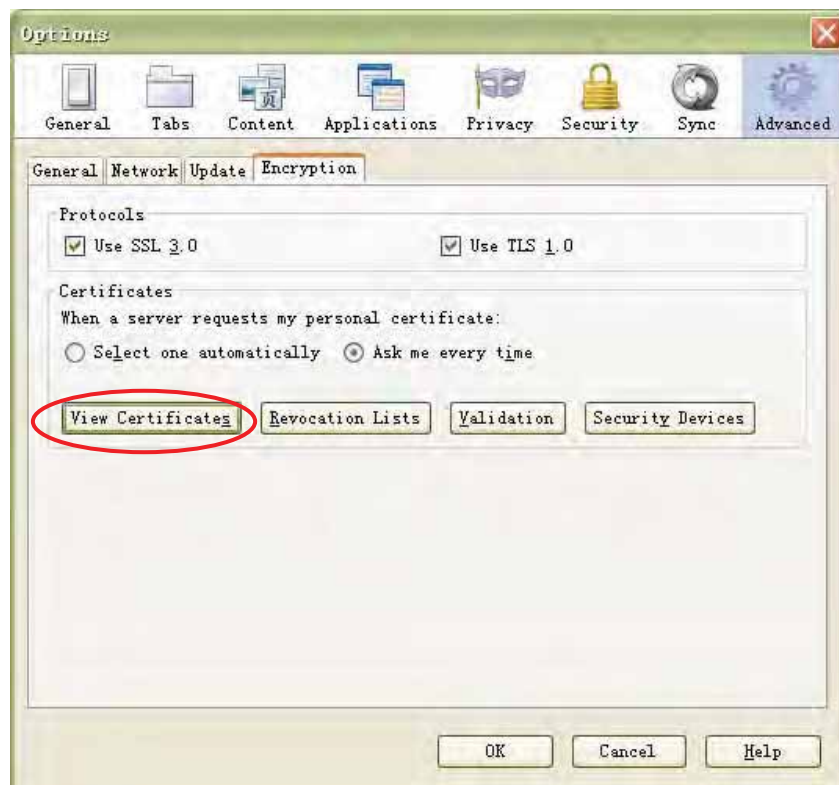 Options
General Tabs Content Applications Privacy Security Sync Advanced
页
General Network Update Encryption
Protocols
Use SSL 3.0 Use TLS 1.0
Certificates
When a server requests my personal certificate:
Select one automatically Ask me every time
View Certificates Revocation Lists Validation Security Devices
OK Cancel Help